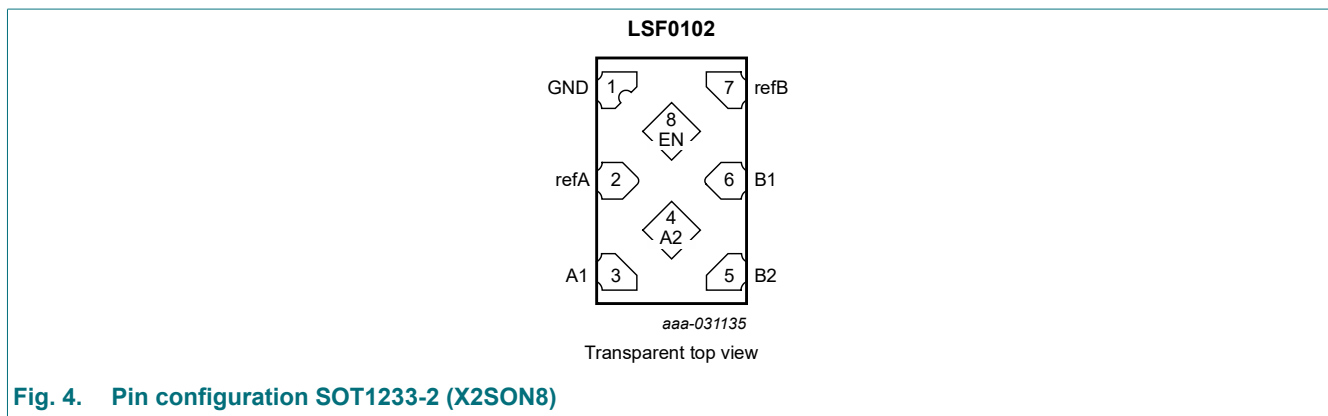 LSF0102
GND 1 7 refB
8
EN
refA 2 6 B1
4
A2
A1 3 5 B2
aaa-031135
Transparent top view
Fig. 4. Pin configuration SOT1233-2 (X2SON8)